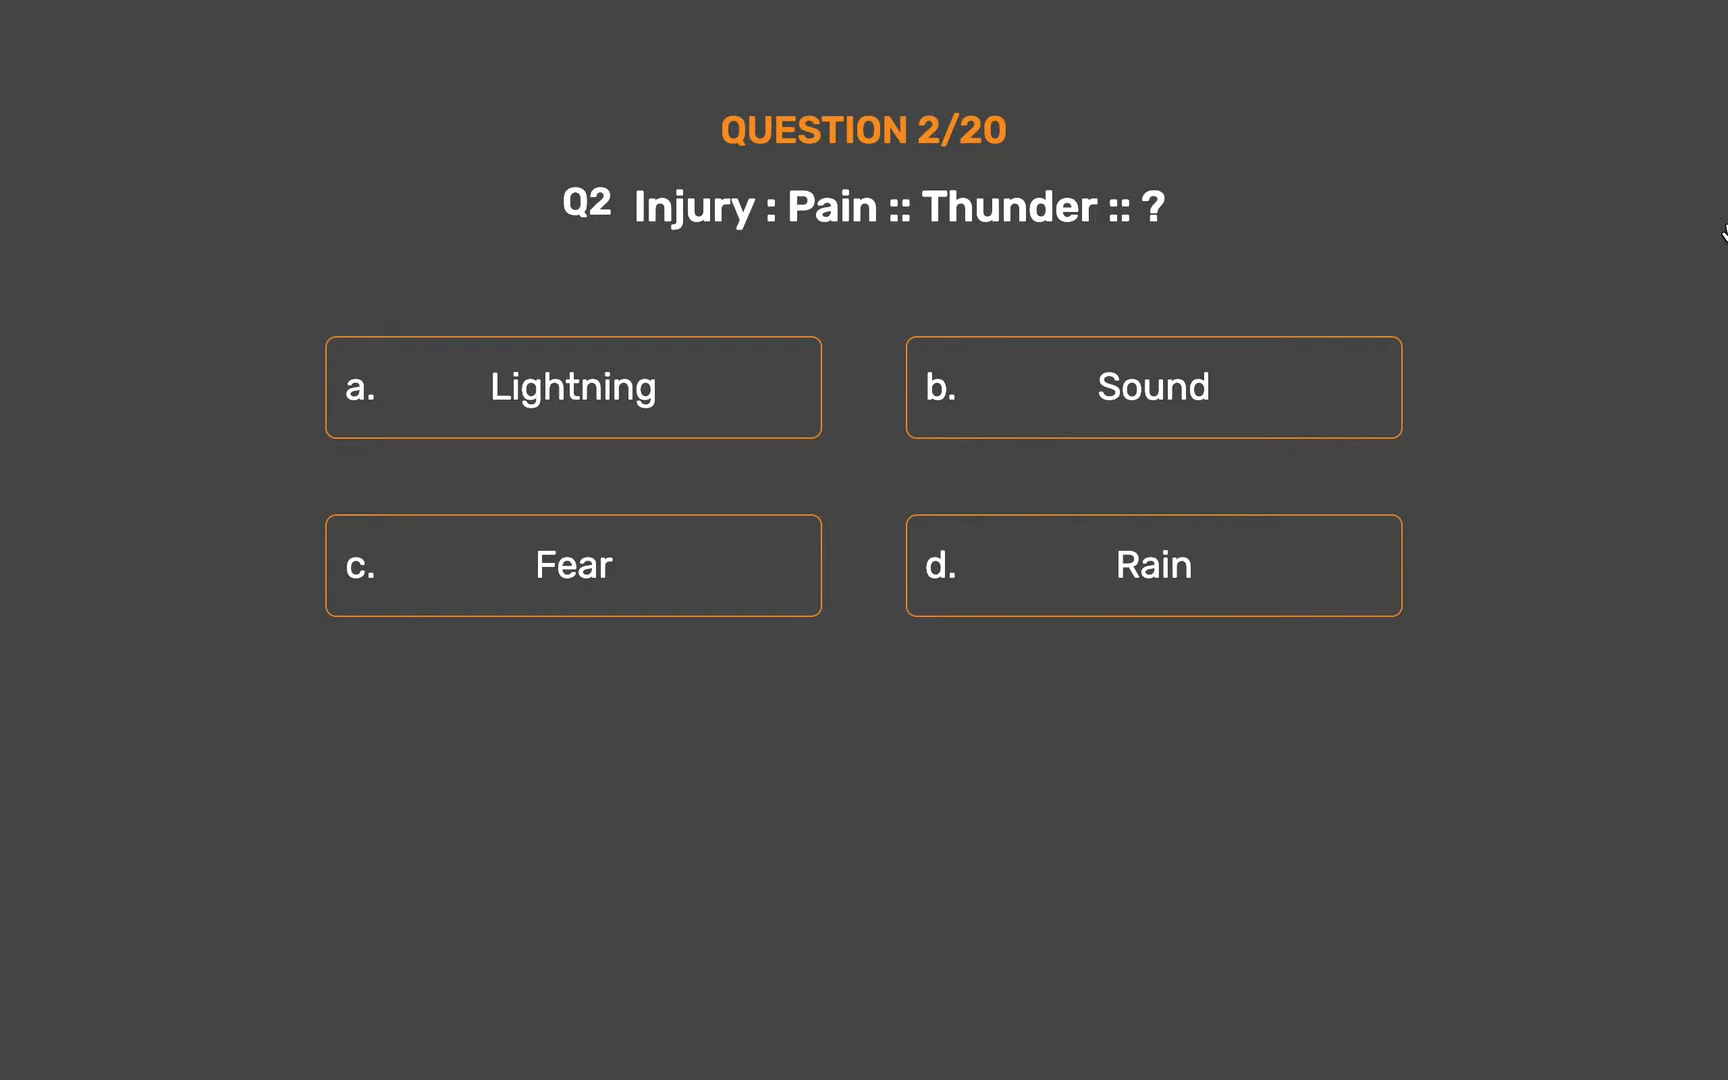 QUESTION 2/20
Q2 Injury : Pain :: Thunder :: ?
a. Lightning
b. Sound
c. Fear
d. Rain